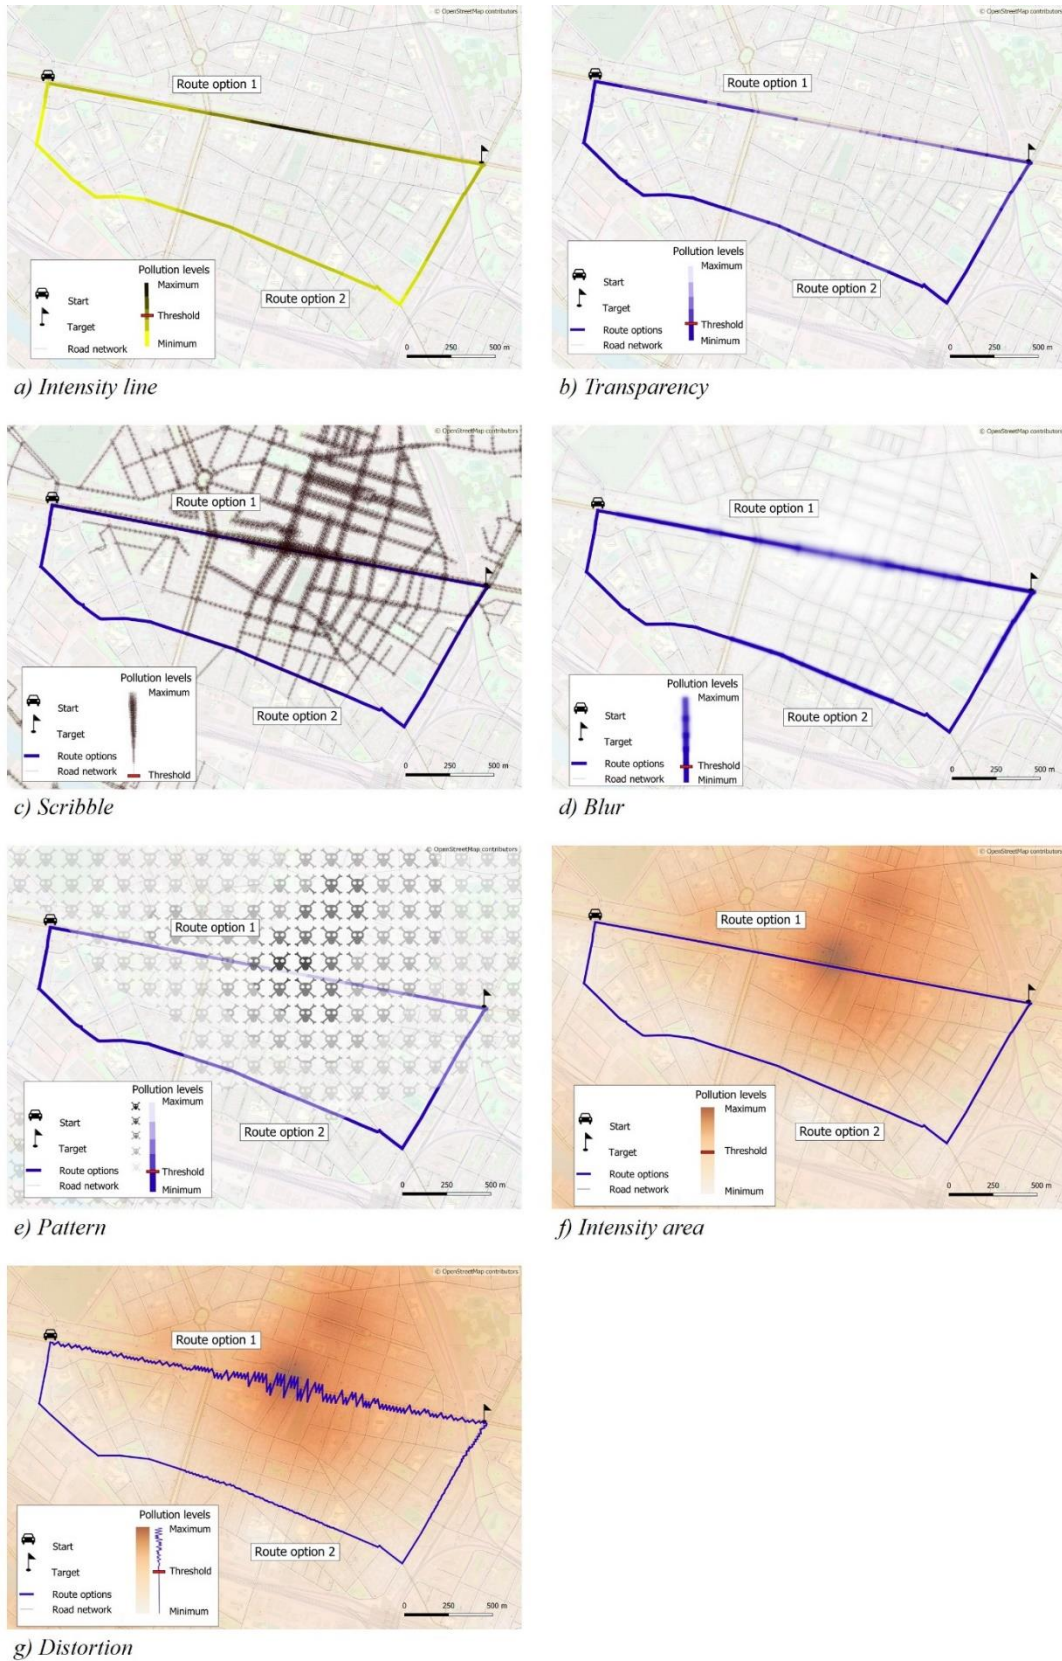 © OpenStreetMap contributors
Route option 1
Route option 2
Pollution levels
Maximum
Start
Threshold
Target
Road network
Minimum
0 250 500 m
a) Intensity line
© OpenStreetMap contributors
Route option 1
Route option 2
Pollution levels
Maximum
Start
Target
Threshold
Route options
Road network
Minimum
0 250 500 m
b) Transparency
© OpenStreetMap contributors
Route option 1
Route option 2
Pollution levels
Maximum
Start
Target
Route options
Road network
Threshold
0 250 500 m
c) Scribble
© OpenStreetMap contributors
Route option 1
Route option 2
Pollution levels
Maximum
Start
Target
Route options
Threshold
Road network
Minimum
0 250 500 m
d) Blur
© OpenStreetMap contributors
Route option 1
Route option 2
Pollution levels
Maximum
Start
Target
Route options
Threshold
Road network
Minimum
0 250 500 m
e) Pattern
© OpenStreetMap contributors
Route option 1
Route option 2
Pollution levels
Maximum
Start
Target
Threshold
Route options
Road network
Minimum
0 250 500 m
f) Intensity area
© OpenStreetMap contributors
Route option 1
Route option 2
Pollution levels
Maximum
Start
Target
Threshold
Route options
Road network
Minimum
0 250 500 m
g) Distortion